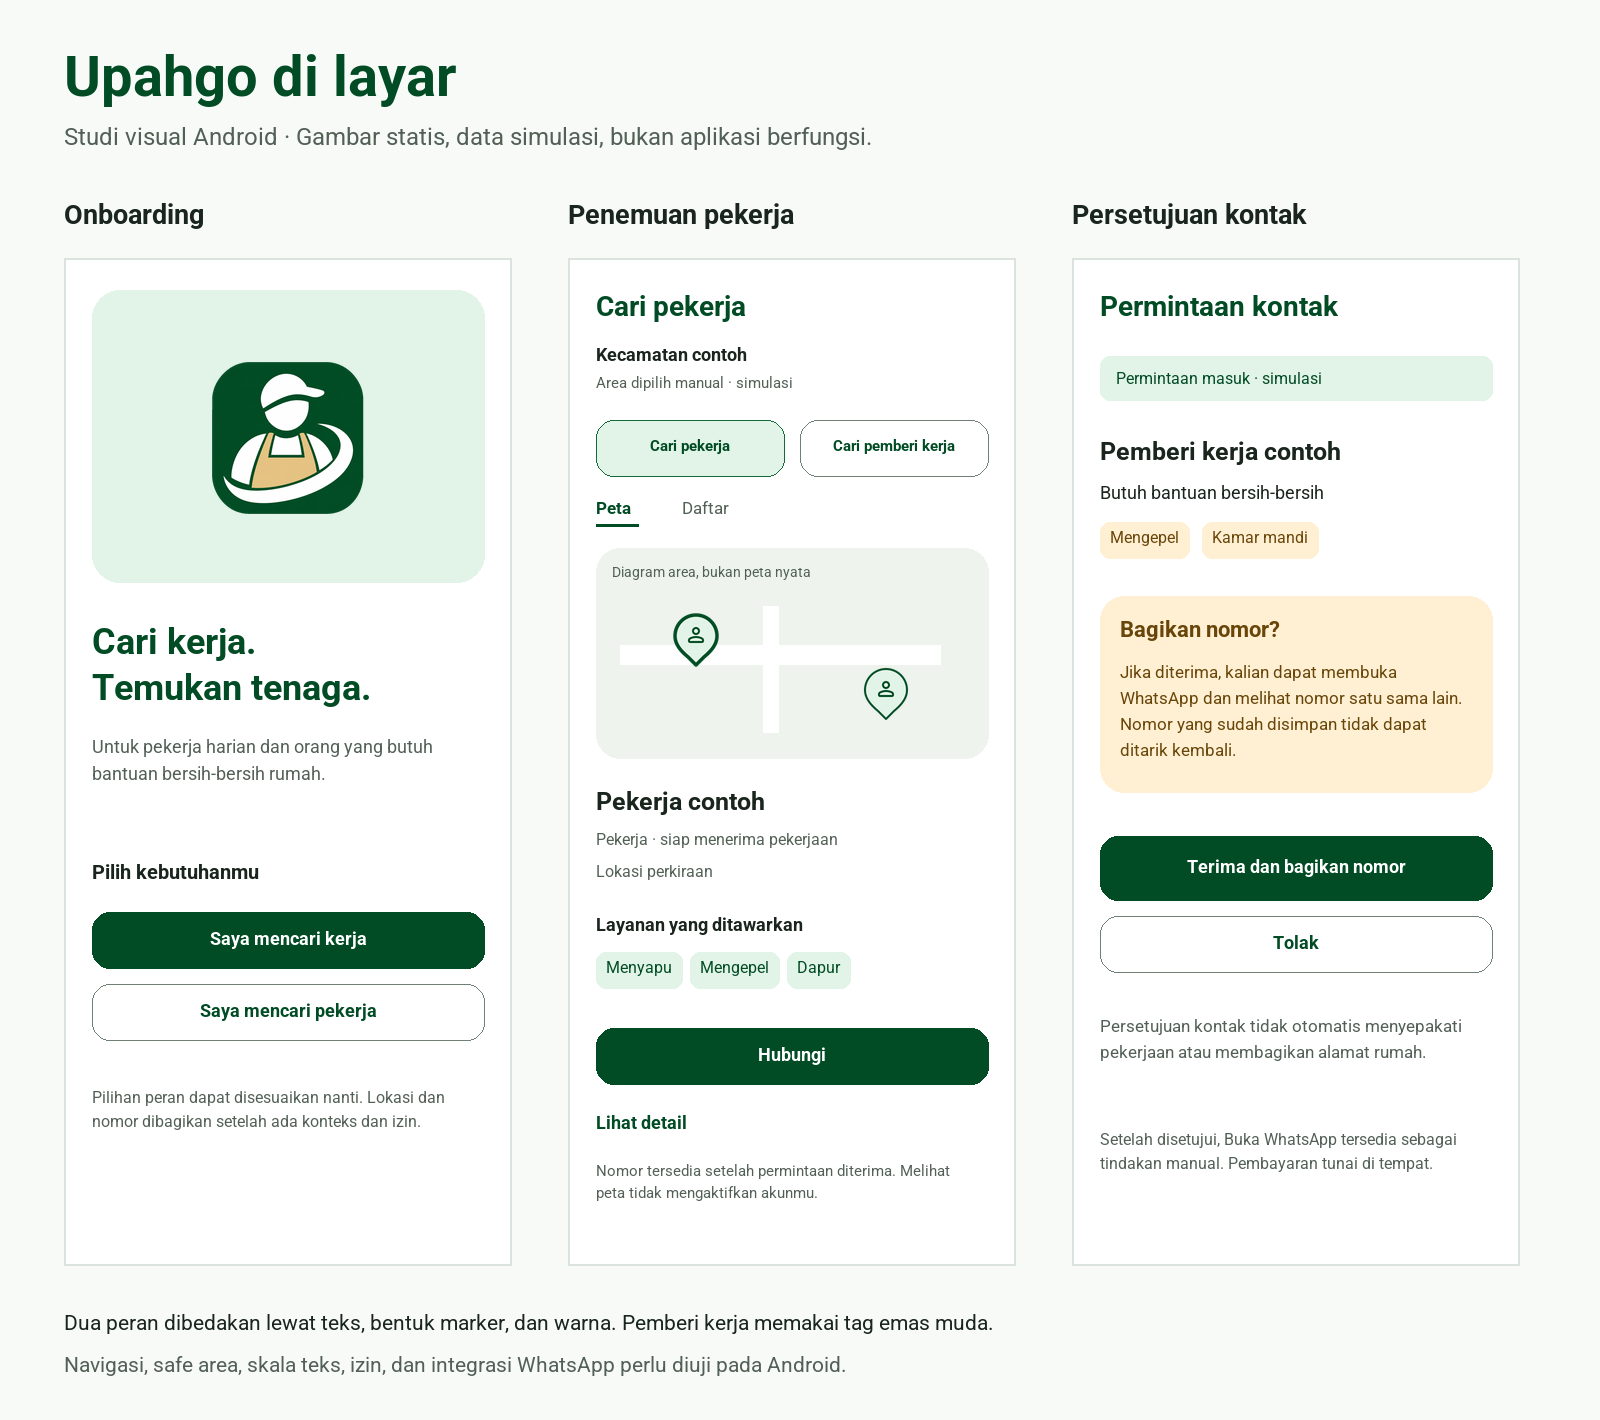 Upahgo di layar
Studi visual Android · Gambar statis, data simulasi, bukan aplikasi berfungsi.
Onboarding
Cari kerja.
Temukan tenaga.
Untuk pekerja harian dan orang yang butuh
bantuan bersih-bersih rumah.
Pilih kebutuhanmu
Saya mencari kerja
Saya mencari pekerja
Pilihan peran dapat disesuaikan nanti. Lokasi dan
nomor dibagikan setelah ada konteks dan izin.
Penemuan pekerja
Cari pekerja
Kecamatan contoh
Area dipilih manual · simulasi
Cari pekerja
Cari pemberi kerja
Peta
Daftar
Diagram area, bukan peta nyata
Pekerja contoh
Pekerja · siap menerima pekerjaan
Lokasi perkiraan
Layanan yang ditawarkan
Menyapu
Mengepel
Dapur
Hubungi
Lihat detail
Nomor tersedia setelah permintaan diterima. Melihat
peta tidak mengaktifkan akunmu.
Persetujuan kontak
Permintaan kontak
Permintaan masuk · simulasi
Pemberi kerja contoh
Butuh bantuan bersih-bersih
Mengepel
Kamar mandi
Bagikan nomor?
Jika diterima, kalian dapat membuka
WhatsApp dan melihat nomor satu sama lain.
Nomor yang sudah disimpan tidak dapat
ditarik kembali.
Terima dan bagikan nomor
Tolak
Persetujuan kontak tidak otomatis menyepakati
pekerjaan atau membagikan alamat rumah.
Setelah disetujui, Buka WhatsApp tersedia sebagai
tindakan manual. Pembayaran tunai di tempat.
Dua peran dibedakan lewat teks, bentuk marker, dan warna. Pemberi kerja memakai tag emas muda.
Navigasi, safe area, skala teks, izin, dan integrasi WhatsApp perlu diuji pada Android.